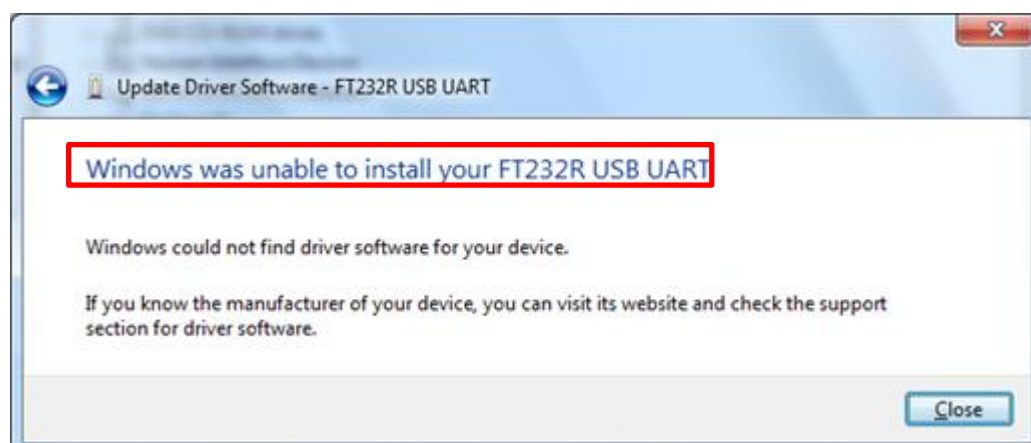 Update Driver Software - FT232R USB UART
Windows was unable to install your FT232R USB UART
Windows could not find driver software for your device.
If you know the manufacturer of your device, you can visit its website and check the support
section for driver software.
Close